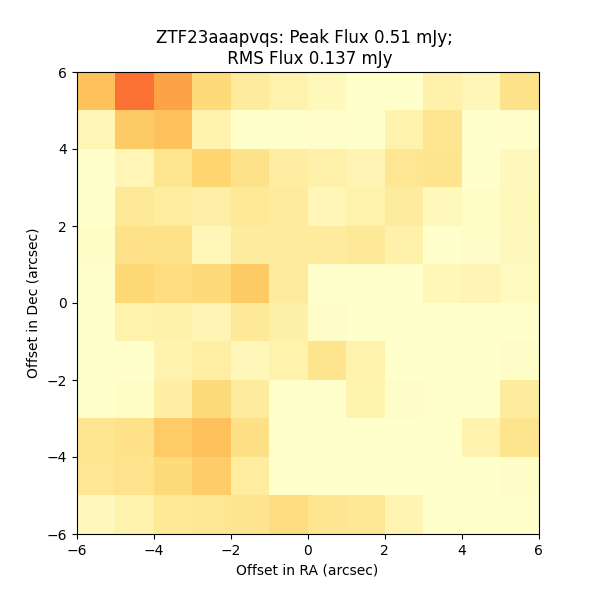 ZTF23aaapvqs: Peak Flux 0.51 mJy;
RMS Flux 0.137 mJy
6
4
2
0
−2
−4
−6
Offset in Dec (arcsec)
−6 −4 −2 0 2 4 6
Offset in RA (arcsec)